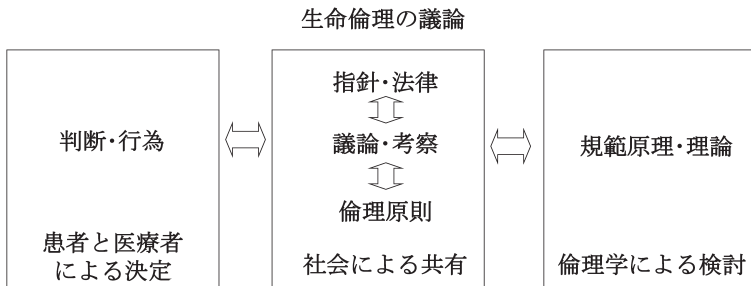 生命倫理の議論
判断・行為
患者と医療者
による決定
指針・法律
議論・考察
倫理原則
社会による共有
規範原理・理論
倫理学による検討